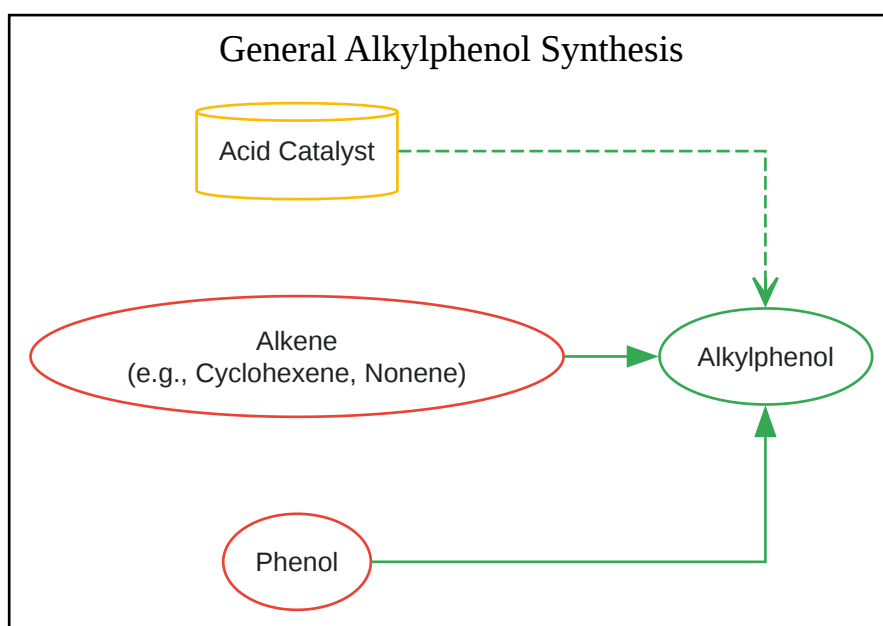 General Alkylphenol Synthesis
Acid Catalyst
Alkene
(e.g., Cyclohexene, Nonene)
Alkylphenol
Phenol